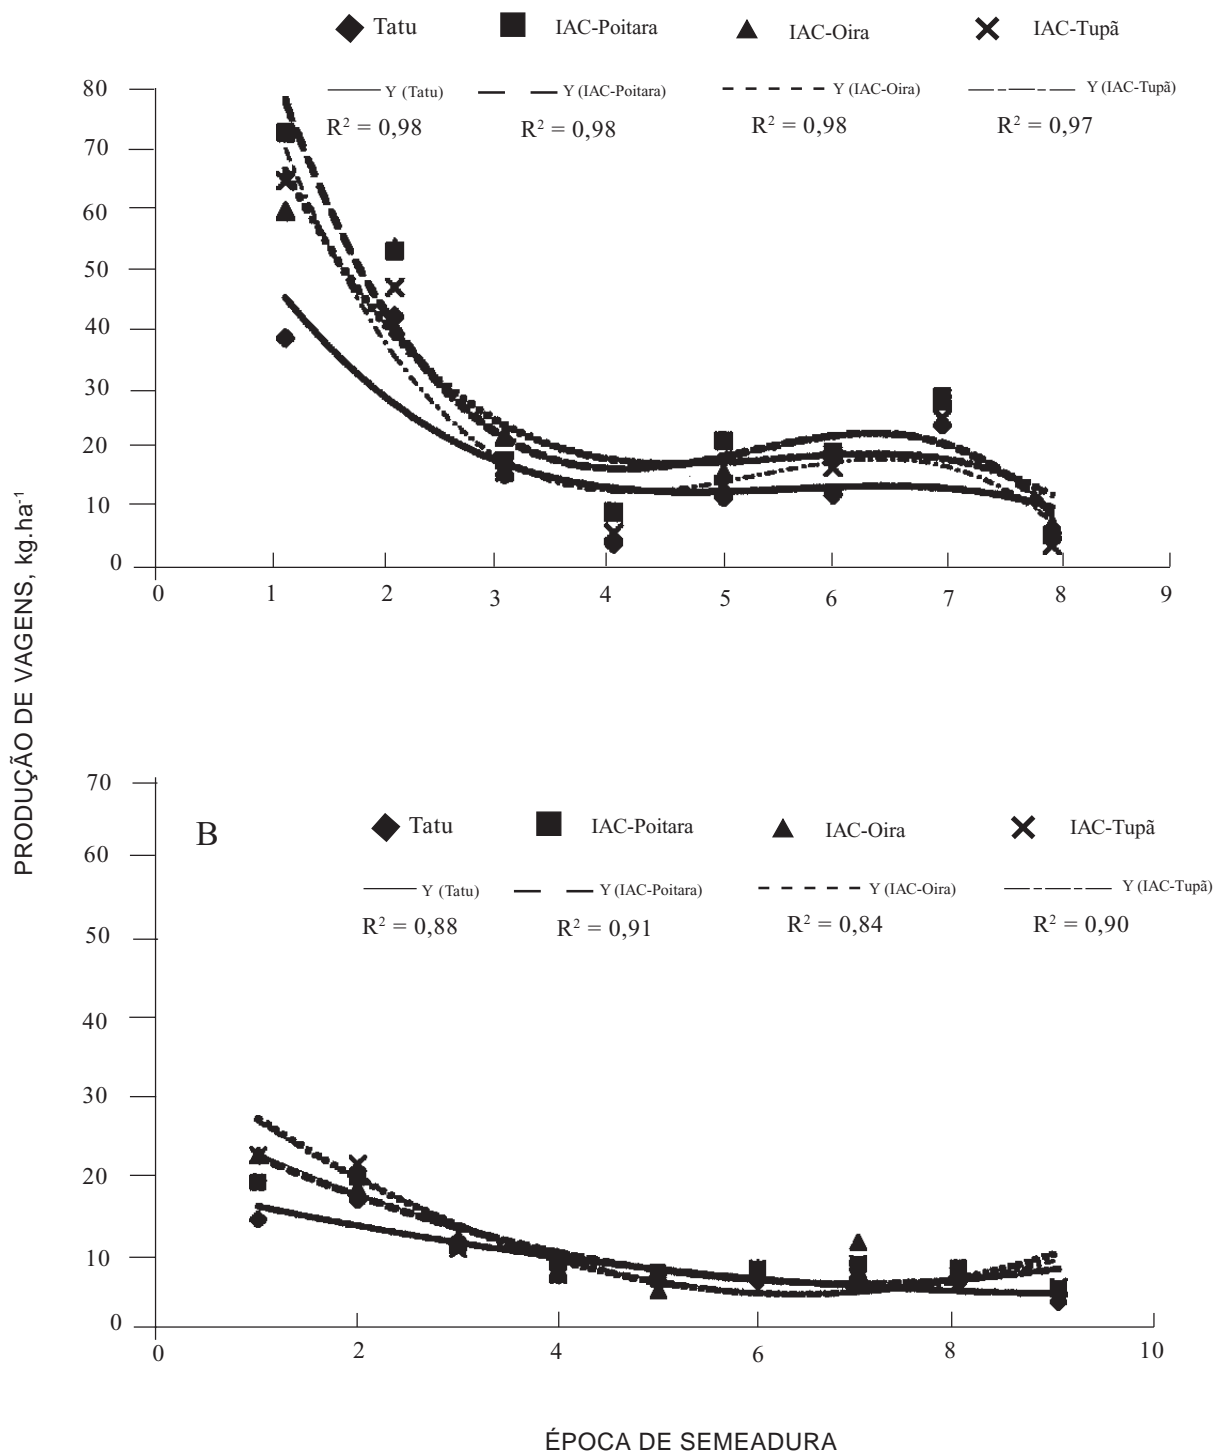 Tatu IAC-Poitara IAC-Oira IAC-Tupã
Y (Tatu) Y (IAC-Poitara) Y (IAC-Oira) Y (IAC-Tupã)
R² = 0,98 R² = 0,98 R² = 0,98 R² = 0,97
80
70
60
50
40
30
20
10
0
0 1 2 3 4 5 6 7 8 9
PRODUÇÃO DE VAGENS, kg.ha⁻¹
B
Tatu IAC-Poitara IAC-Oira IAC-Tupã
Y (Tatu) Y (IAC-Poitara) Y (IAC-Oira) Y (IAC-Tupã)
R² = 0,88 R² = 0,91 R² = 0,84 R² = 0,90
70
60
50
40
30
20
10
0
0 2 4 6 8 10
ÉPOCA DE SEMEADURA